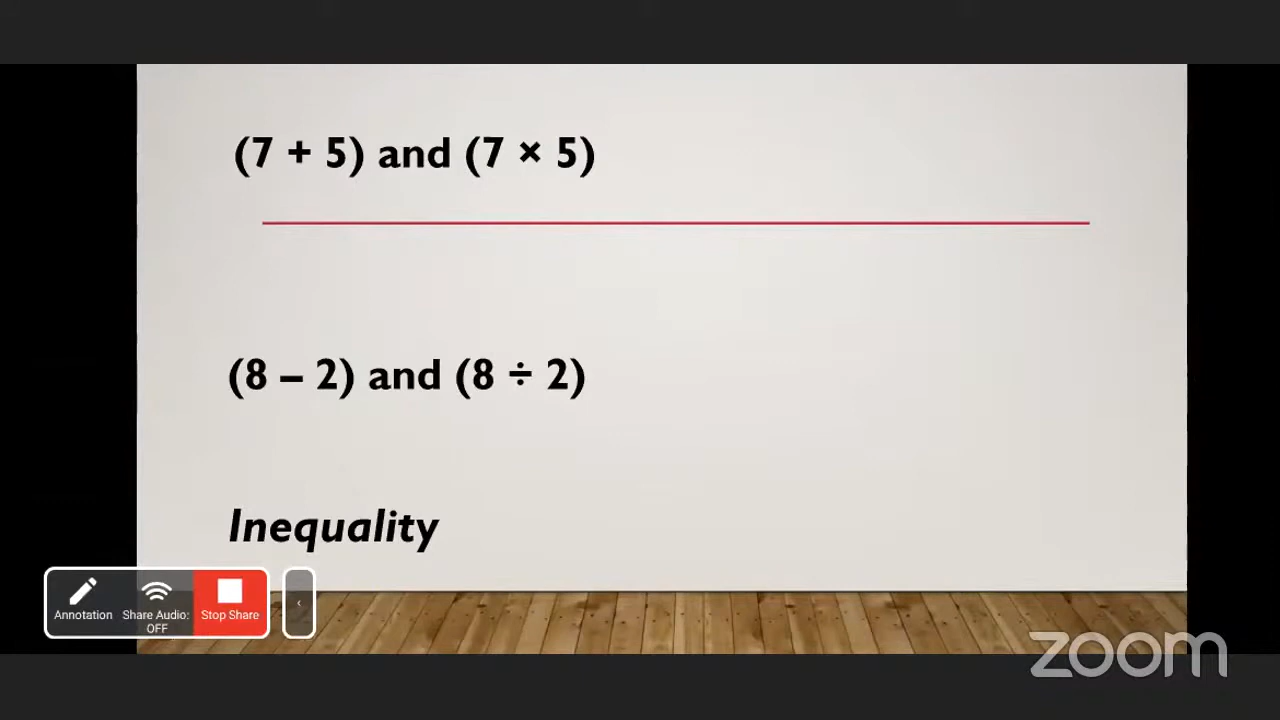 (7 + 5) and (7 × 5)
(8 – 2) and (8 ÷ 2)
Inequality
Annotation
Share Audio:
OFF
Stop Share
‹
zoom